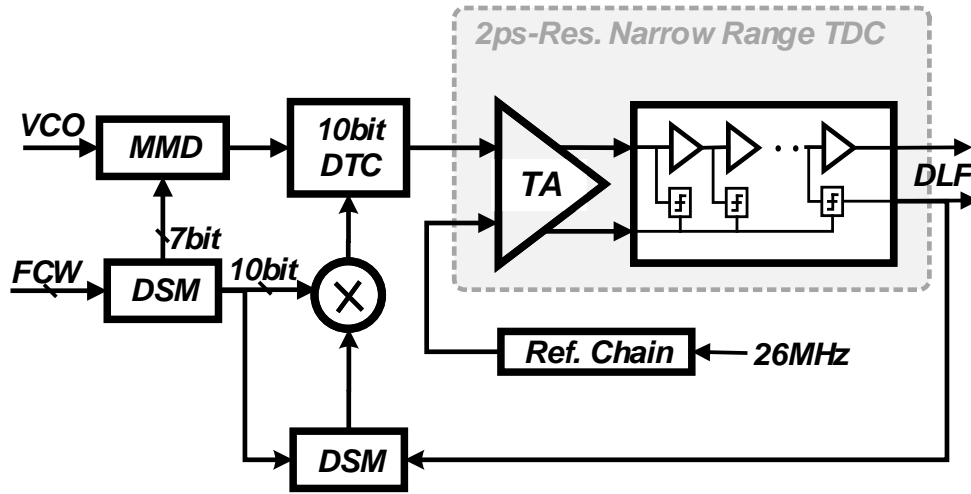 2ps-Res. Narrow Range TDC
VCO
MMD
10bit
DTC
TA
DLF
7bit
FCW
DSM
10bit
Ref. Chain
26MHz
DSM